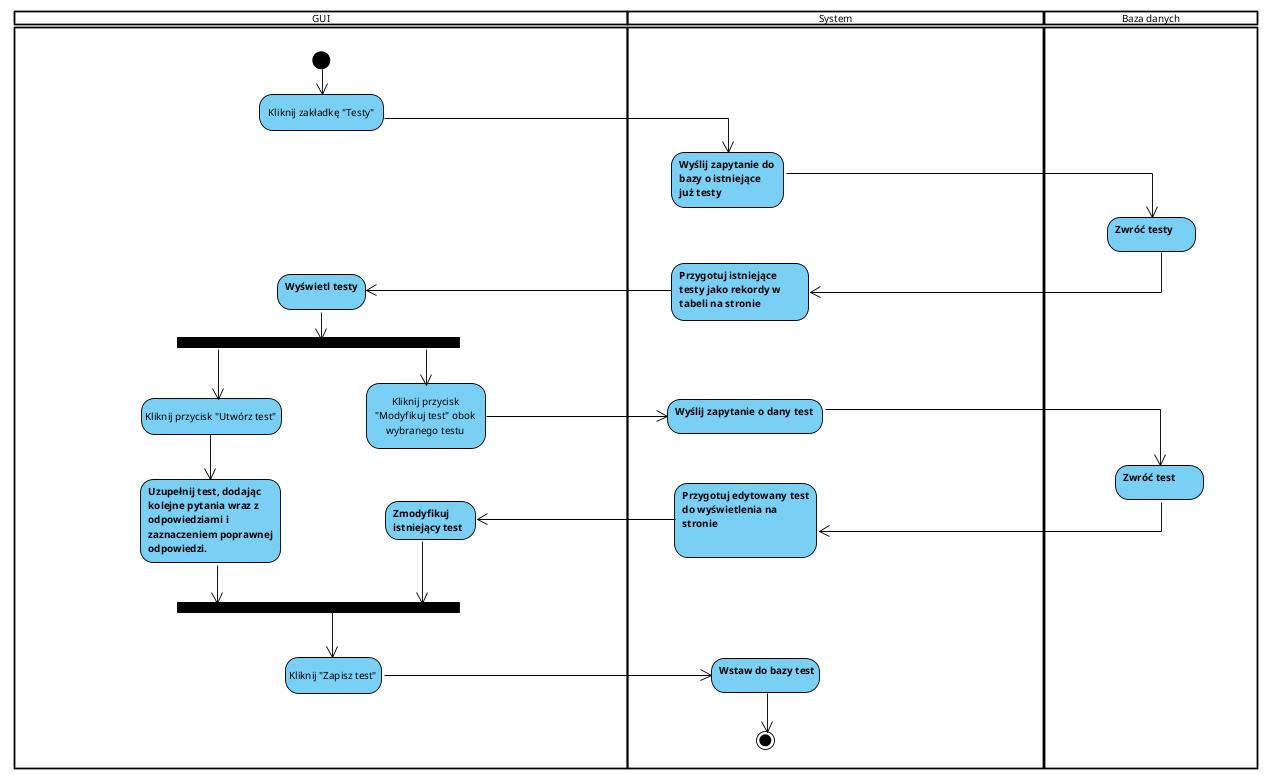 GUI
System
Baza danych
Kliknij zakładkę "Testy"
Wyślij zapytanie do
bazy o istniejące
już testy
Zwróć testy
Przygotuj istniejące
testy jako rekordy w
tabeli na stronie
Wyświetl testy
Kliknij przycisk "Utwórz test"
Kliknij przycisk
"Modyfikuj test" obok
wybranego testu
Wyślij zapytanie o dany test
Zwróć test
Uzupełnij test, dodając
kolejne pytania wraz z
odpowiedziami i
zaznaczeniem poprawnej
odpowiedzi.
Zmodyfikuj
istniejący test
Przygotuj edytowany test
do wyświetlenia na
stronie
Kliknij "Zapisz test"
Wstaw do bazy test